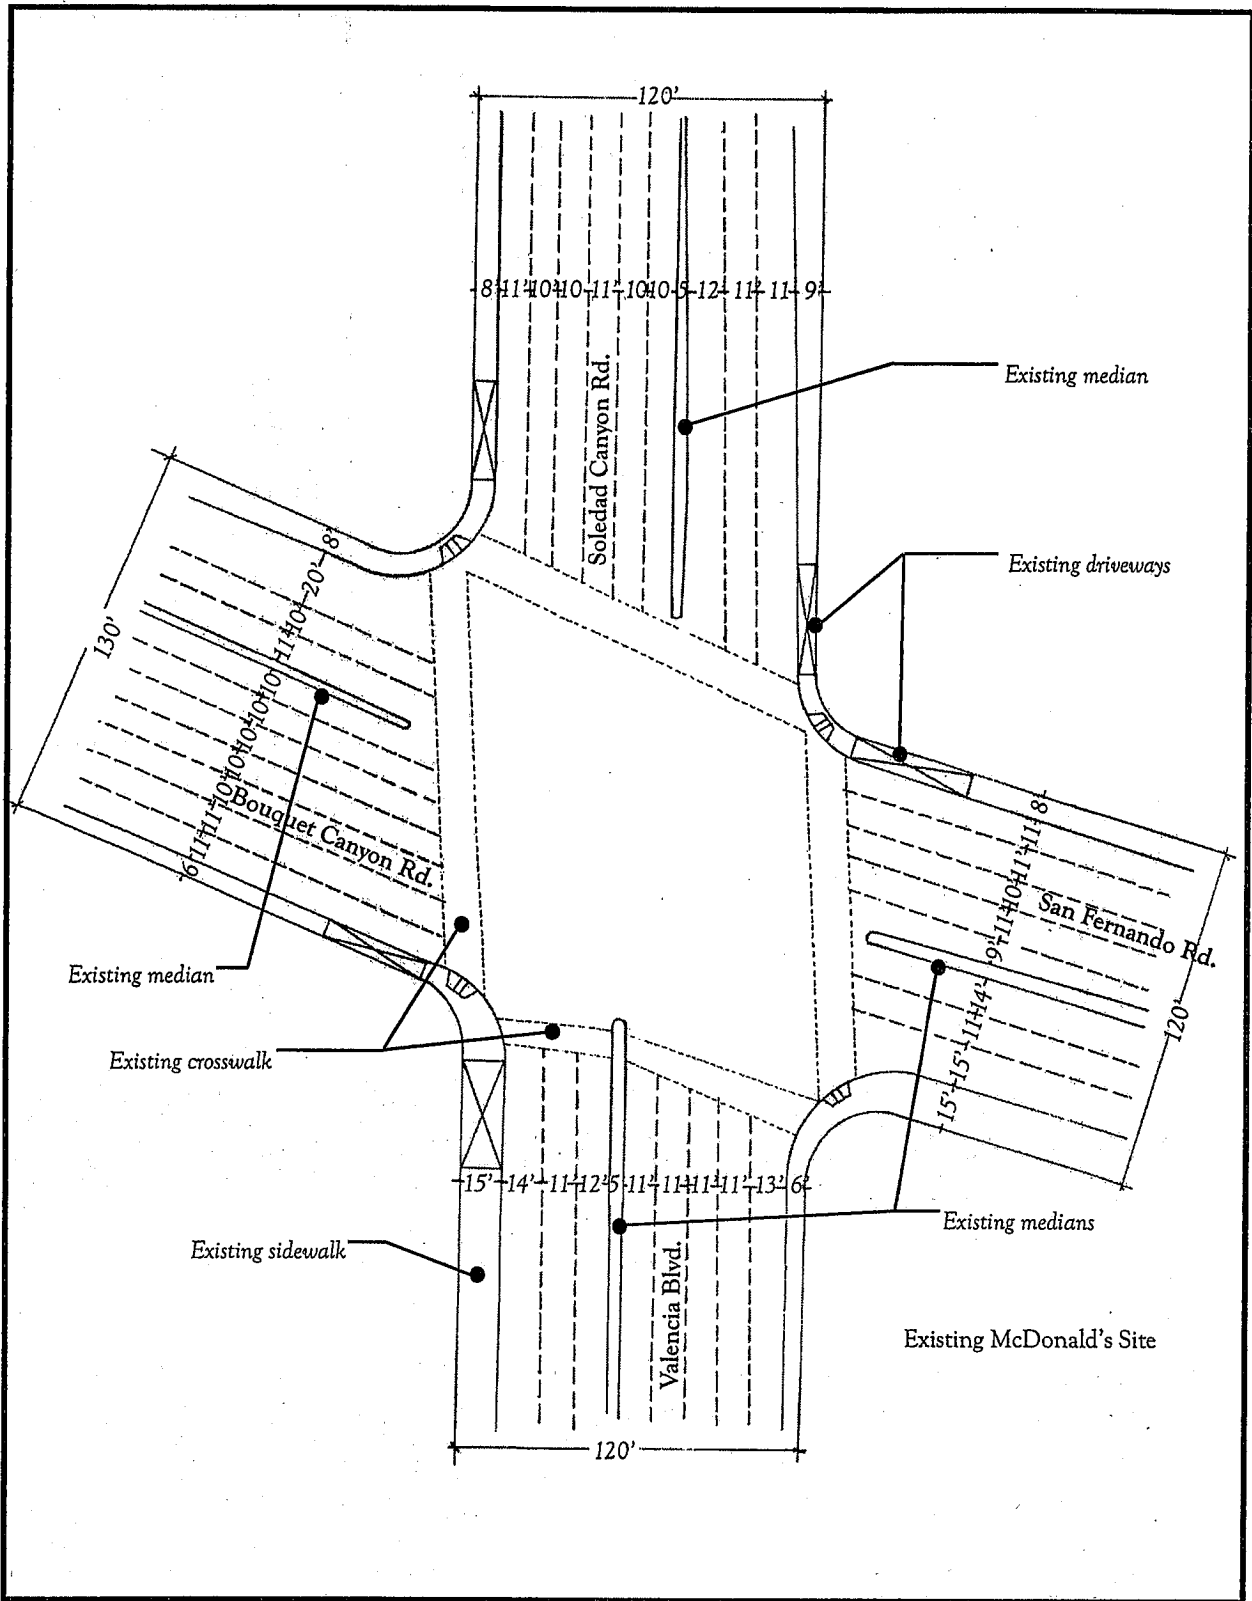 120'
8' 11' 10' 10 11' 10 10 5 12' 11' 11 9'
Soledad Canyon Rd.
Existing median
Existing driveways
130'
6' 11' 11' 10' 10' 10' 10' 10' 11' 10' 20' 8'
Bouquet Canyon Rd.
8' 11' 11' 10' 11' 9' 14' 11' 15' 15'
San Fernando Rd.
120'
Existing median
Existing crosswalk
15' 14' 11' 12' 5' 11' 11' 11' 11' 13' 6'
Existing medians
Existing sidewalk
Valencia Blvd.
Existing McDonald's Site
120'